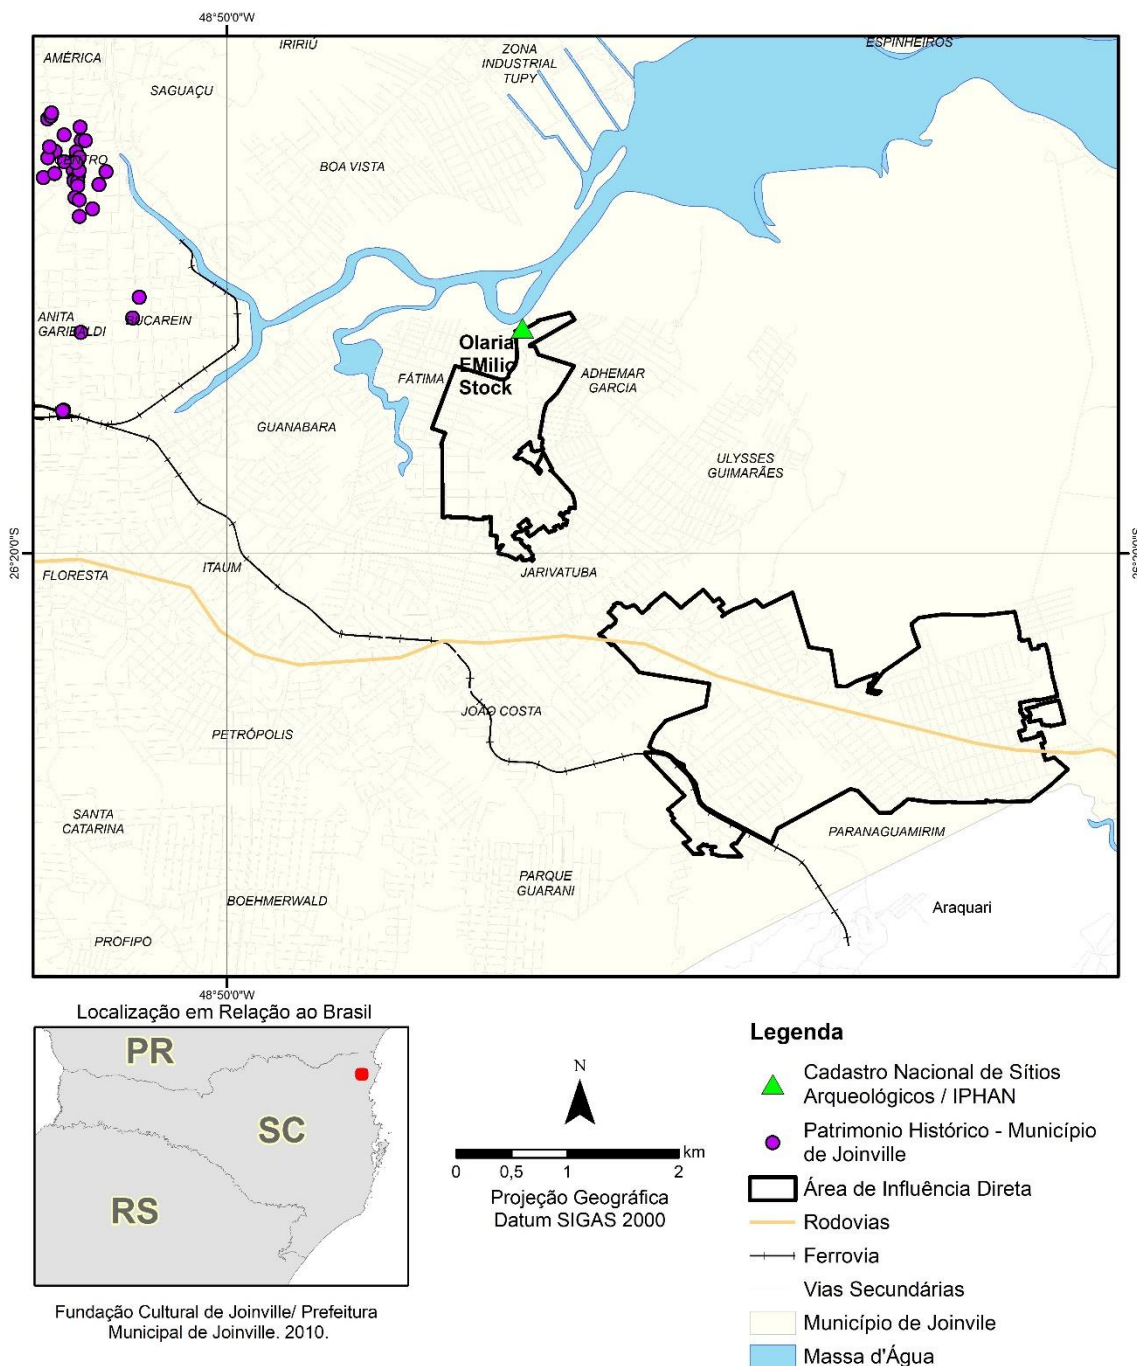 48°50'0"W
IRIRIÚ
ESPINHEIROS
AMÉRICA
ZONA
INDUSTRIAL
TUPY
SAGUAÇU
CENTRO
BOA VISTA
ANITA
GARIBALDI
BUCAREIN
Olaria
EMilio
Stock
FÁTIMA
ADHEMAR
GARCIA
GUANABARA
ULYSSES
GUIMARÃES
26°20'0"S
26°20'0"S
FLORESTA
ITAUM
JARIVATUBA
JOÃO COSTA
PETRÓPOLIS
SANTA
CATARINA
PARANAGUAMIRIM
PARQUE
GUARANI
BOEHMERWALD
Araquari
PROFIPO
48°50'0"W
Localização em Relação ao Brasil
PR
SC
RS
Fundação Cultural de Joinville/ Prefeitura
Municipal de Joinville. 2010.
N
km
0 0,5 1 2
Projeção Geográfica
Datum SIGAS 2000
Legenda
Cadastro Nacional de Sítios
Arqueológicos / IPHAN
Patrimonio Histórico - Município
de Joinville
Área de Influência Direta
Rodovias
Ferrovia
Vias Secundárias
Município de Joinvile
Massa d'Água